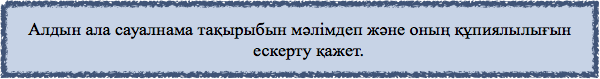 Алдын ала сауалнама тақырыбын мәлімдеп және оның құпиялылығын
ескерту қажет.